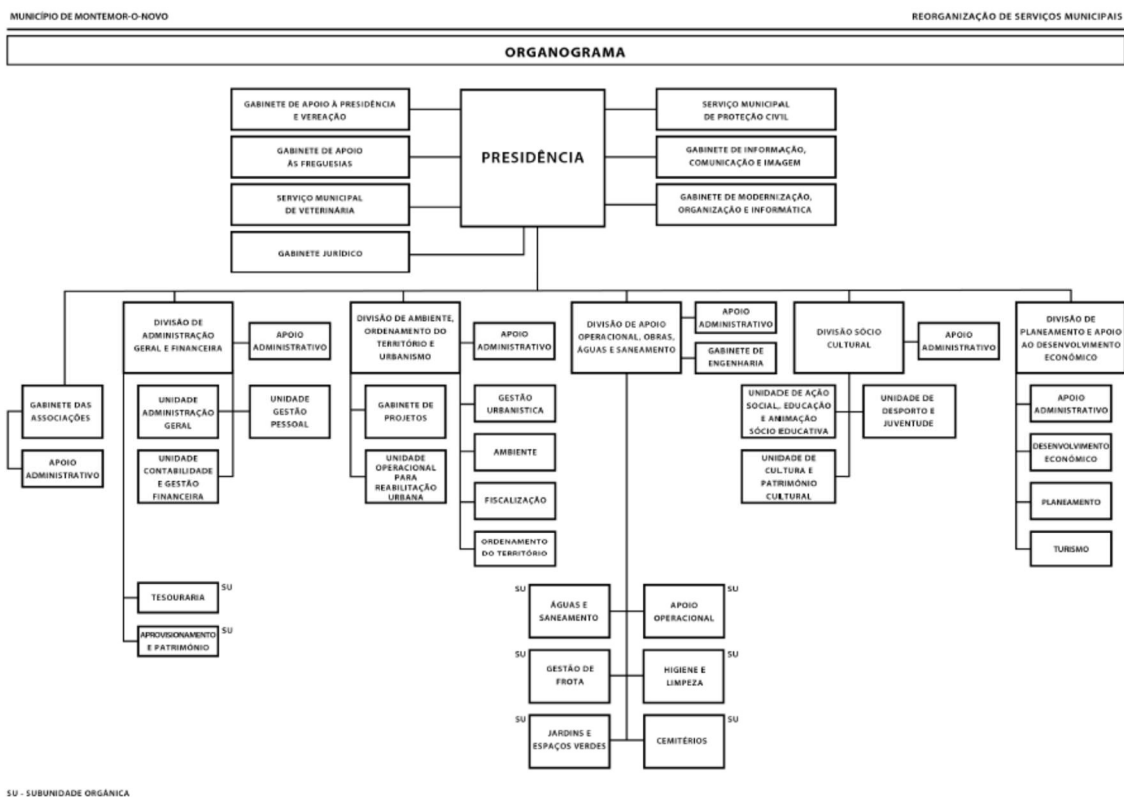 MUNICÍPIO DE MONTEMOR-O-NOVO
REORGANIZAÇÃO DE SERVIÇOS MUNICIPAIS
ORGANOGRAMA
GABINETE DE APOIO À PRESIDÊNCIA
E VEREAÇÃO
GABINETE DE APOIO
ÀS FREGUESIAS
SERVIÇO MUNICIPAL
DE VETERINÁRIA
GABINETE JURÍDICO
PRESIDÊNCIA
SERVIÇO MUNICIPAL
DE PROTEÇÃO CIVIL
GABINETE DE INFORMAÇÃO,
COMUNICAÇÃO E IMAGEM
GABINETE DE MODERNIZAÇÃO,
ORGANIZAÇÃO E INFORMÁTICA
GABINETE DAS
ASSOCIAÇÕES
APOIO
ADMINISTRATIVO
DIVISÃO DE
ADMINISTRAÇÃO
GERAL E FINANCEIRA
APOIO
ADMINISTRATIVO
UNIDADE
ADMINISTRAÇÃO
GERAL
UNIDADE
GESTÃO
PESSOAL
UNIDADE
CONTABILIDADE
E GESTÃO
FINANCEIRA
TESOURARIA
SU
APROVISIONAMENTO
E PATRIMÓNIO
SU
DIVISÃO DE AMBIENTE,
ORDENAMENTO DO
TERRITÓRIO E
URBANISMO
APOIO
ADMINISTRATIVO
GABINETE DE
PROJETOS
UNIDADE
OPERACIONAL
PARA
REABILITAÇÃO
URBANA
GESTÃO
URBANISTICA
AMBIENTE
FISCALIZAÇÃO
ORDENAMENTO
DO TERRITÓRIO
DIVISÃO DE APOIO
OPERACIONAL, OBRAS,
ÁGUAS E SANEAMENTO
APOIO
ADMINISTRATIVO
GABINETE DE
ENGENHARIA
SU
ÁGUAS E
SANEAMENTO
APOIO
OPERACIONAL
SU
SU
GESTÃO DE
FROTA
HIGIENE E
LIMPEZA
SU
SU
JARDINS E
ESPAÇOS VERDES
CEMITÉRIOS
SU
DIVISÃO SÓCIO
CULTURAL
APOIO
ADMINISTRATIVO
UNIDADE DE AÇÃO
SOCIAL, EDUCAÇÃO
E ANIMAÇÃO
SÓCIO EDUCATIVA
UNIDADE DE
DESPORTO E
JUVENTUDE
UNIDADE DE
CULTURA E
PATRIMÓNIO
CULTURAL
DIVISÃO DE
PLANEAMENTO E APOIO
AO DESENVOLVIMENTO
ECONÓMICO
APOIO
ADMINISTRATIVO
DESENVOLVIMENTO
ECONÓMICO
PLANEAMENTO
TURISMO
SU - SUBUNIDADE ORGÂNICA